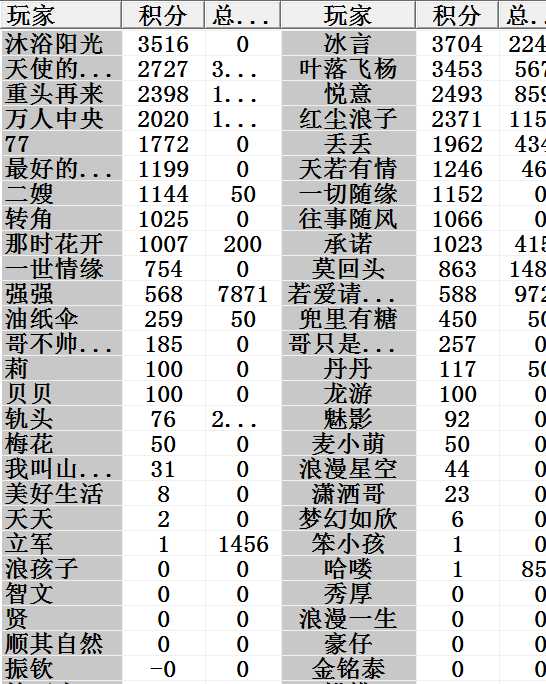 玩家 积分 总... 玩家 积分 总..
沐浴阳光 3516 0 冰言 3704 224
天使的... 2727 3... 叶落飞杨 3453 567
重头再来 2398 1... 悦意 2493 859
万人中央 2020 1... 红尘浪子 2371 115
77 1772 0 丢丢 1962 434
最好的... 1199 0 天若有情 1246 46
二嫂 1144 50 一切随缘 1152 0
转角 1025 0 往事随风 1066 0
那时花开 1007 200 承诺 1023 415
一世情缘 754 0 莫回头 863 148
强强 568 7871 若爱请... 588 972
油纸伞 259 50 兜里有糖 450 50
哥不帅... 185 0 哥只是... 257 0
莉 100 0 丹丹 117 50
贝贝 100 0 龙游 100 0
轨头 76 2... 魅影 92 0
梅花 50 0 麦小萌 50 0
我叫山... 31 0 浪漫星空 44 0
美好生活 8 0 潇洒哥 23 0
天天 2 0 梦幻如欣 6 0
立军 1 1456 笨小孩 1 0
浪孩子 0 0 哈喽 1 85
智文 0 0 秀厚 0 0
贤 0 0 浪漫一生 0 0
顺其自然 0 0 豪仔 0 0
振钦 -0 0 金铭泰 0 0